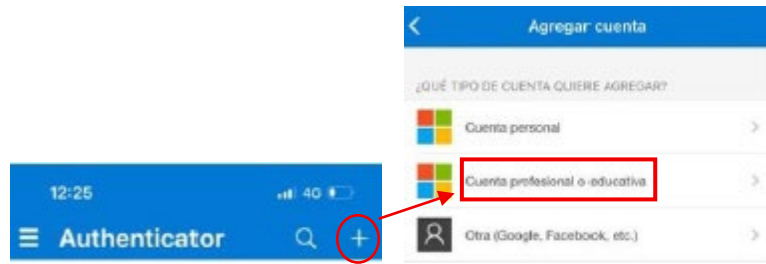 12:25
4G
Authenticator
Agregar cuenta
¿QUÉ TIPO DE CUENTA QUIERE AGREGAR?
Cuenta personal
Cuenta profesional o educativa
Otra (Google, Facebook, etc.)